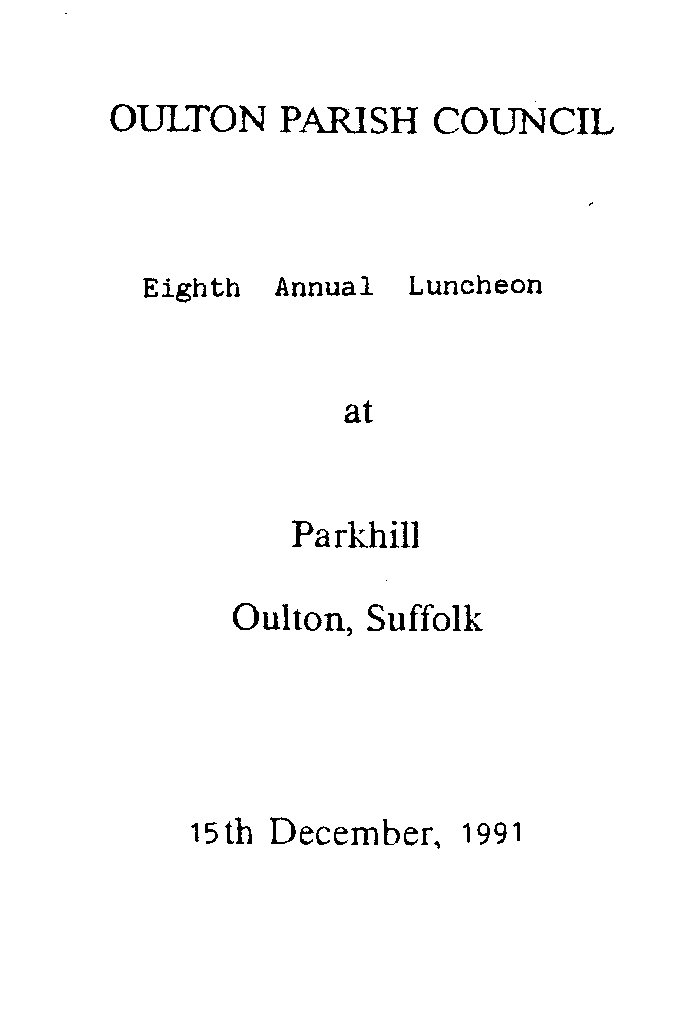 OULTON PARISH COUNCIL
Eighth Annual Luncheon
at
Parkhill
Oulton, Suffolk
15th December, 1991